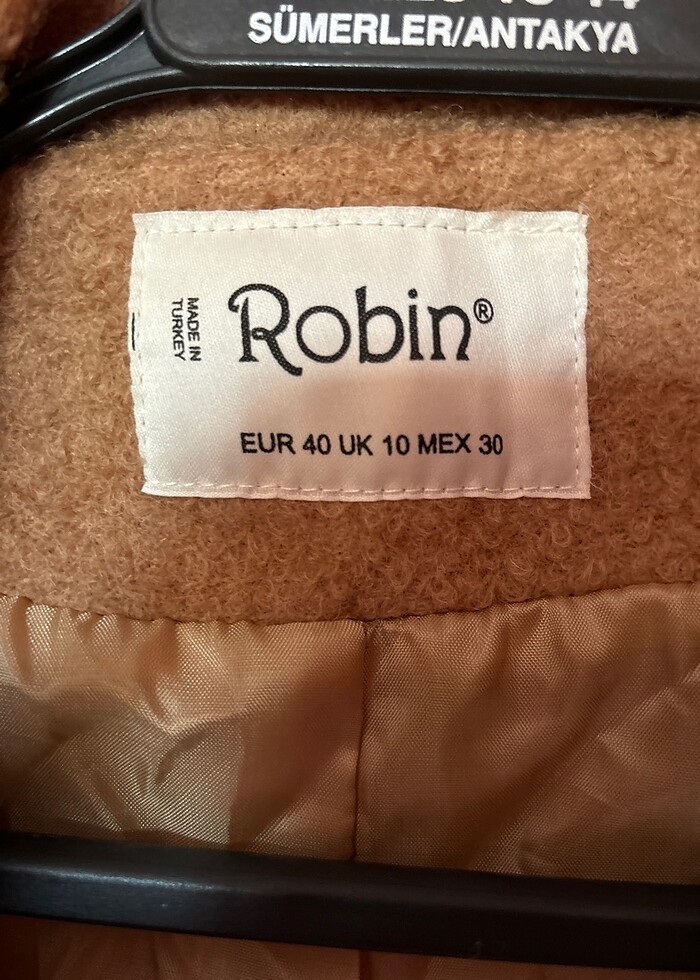 SÜMERLER/ANTAKYA
MADE IN
TURKEY
Robin®
EUR 40 UK 10 MEX 30